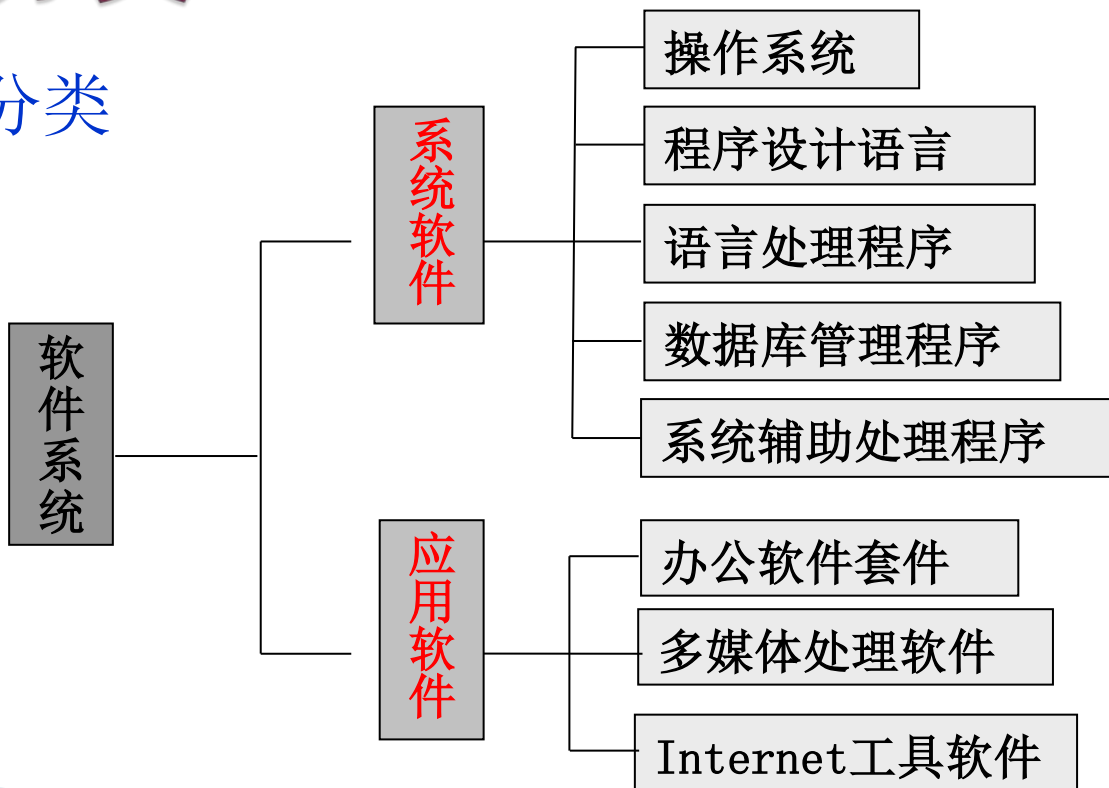 分类
软件系统
系统软件
操作系统
程序设计语言
语言处理程序
数据库管理程序
系统辅助处理程序
应用软件
办公软件套件
多媒体处理软件
Internet工具软件